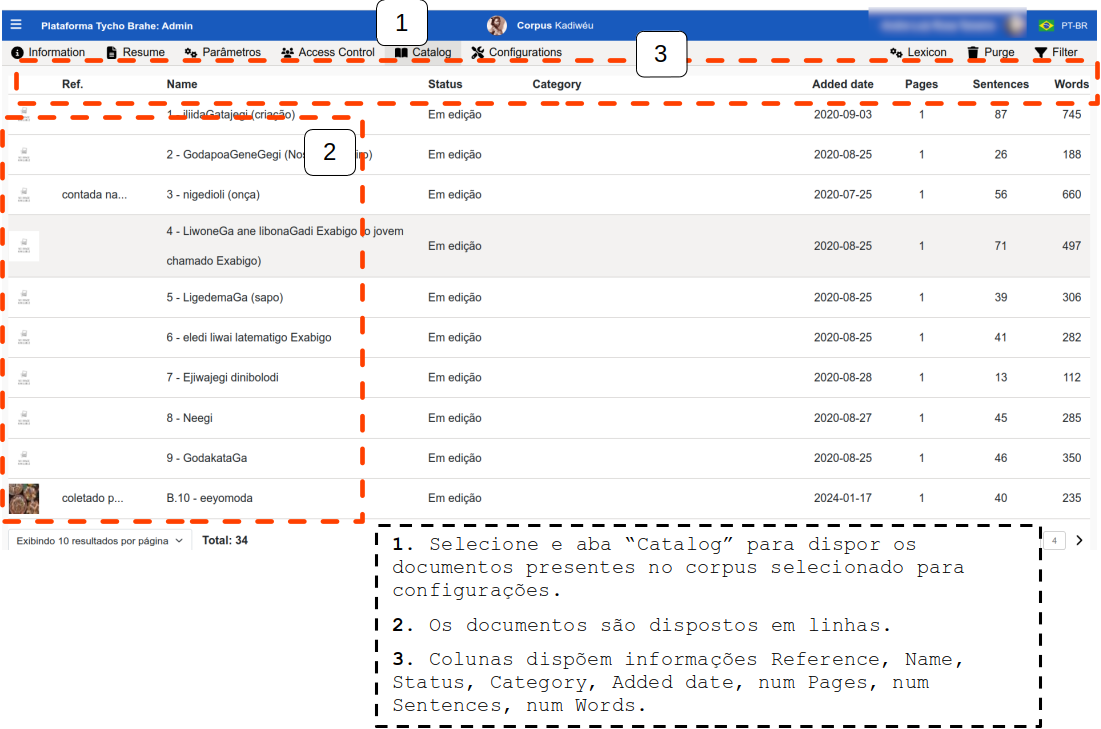 1
Plataforma Tycho Brahe: Admin
Corpus Kadiwéu
PT-BR
Information Resume Parâmetros Access Control Catalog Configurations
3
Lexicon Purge Filter
Ref. Name Status Category Added date Pages Sentences Words
1 - iliidaGatajegi (criação) Em edição 2020-09-03 1 87 745
2
2 - GodapoaGeneGegi (Em edição 2020-08-25 1 26 188
contada na... 3 - nigedioli (onça) Em edição 2020-07-25 1 56 660
4 - LiwoneGa ane libonaGadi Exabigo (o jovem
chamado Exabigo) Em edição 2020-08-25 1 71 497
5 - LigedemaGa (sapo) Em edição 2020-08-25 1 39 306
6 - eledi liwai latematigo Exabigo Em edição 2020-08-25 1 41 282
7 - Ejiwajegi dinibolodi Em edição 2020-08-28 1 13 112
8 - Neegi Em edição 2020-08-27 1 45 285
9 - GodakataGa Em edição 2020-08-25 1 46 350
coletado p... B.10 - eeyomoda Em edição 2024-01-17 1 40 235
Exibindo 10 resultados por página Total: 34
4
1. Selecione e aba “Catalog” para dispor os
documentos presentes no corpus selecionado para
configurações.
2. Os documentos são dispostos em linhas.
3. Colunas dispõem informações Reference, Name,
Status, Category, Added date, num Pages, num
Sentences, num Words.